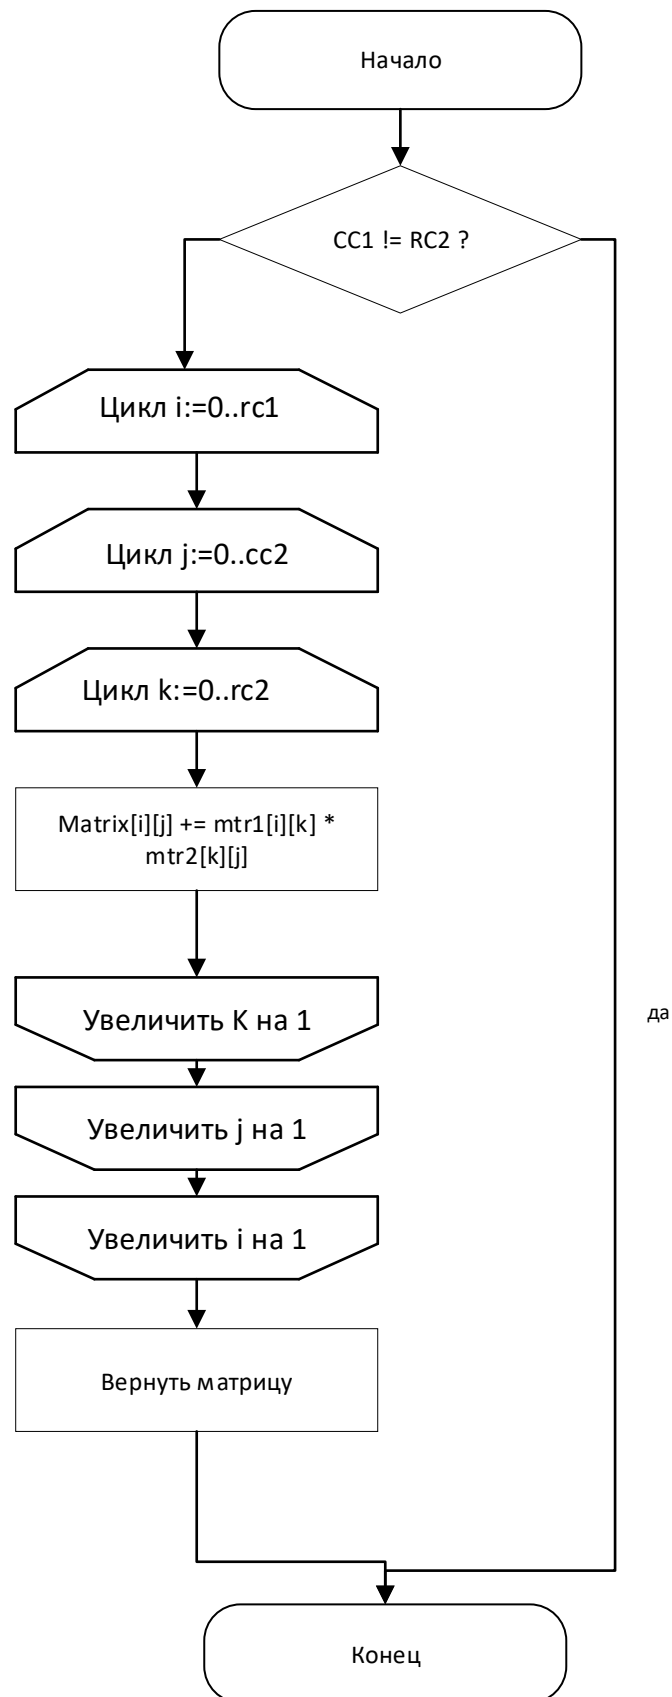 Начало
CC1 != RC2 ?
Цикл i:=0..rc1
Цикл j:=0..cc2
Цикл k:=0..rc2
Matrix[i][j] += mtr1[i][k] *
mtr2[k][j]
Увеличить K на 1
да
Увеличить j на 1
Увеличить i на 1
Вернуть матрицу
Конец